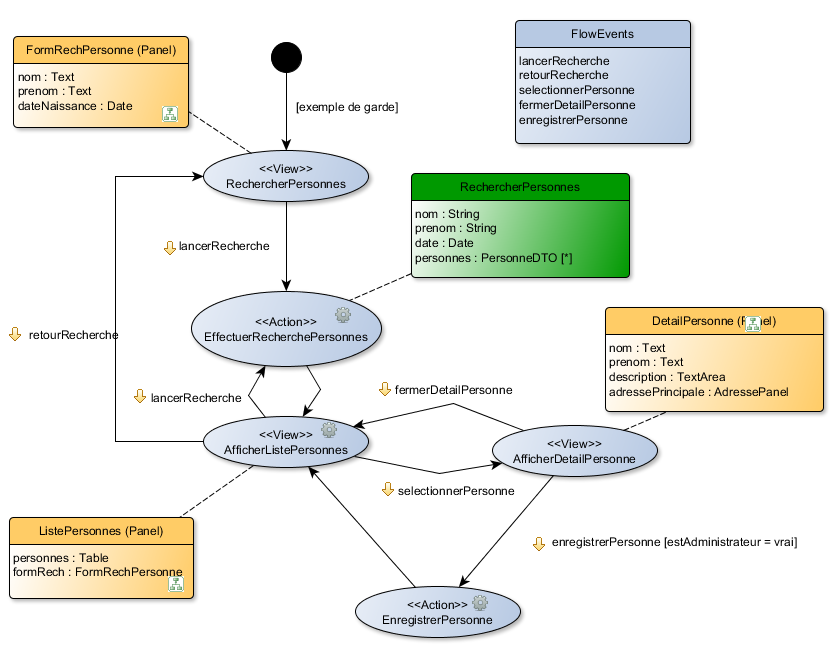 FormRechPersonne (Panel)
nom : Text
prenom : Text
dateNaissance : Date
FlowEvents
lancerRecherche
retourRecherche
selectionnerPersonne
fermerDetailPersonne
enregistrerPersonne
[exemple de garde]
<<View>>
RechercherPersonnes
RechercherPersonnes
nom : String
prenom : String
date : Date
personnes : PersonneDTO [*]
lancerRecherche
<<Action>>
EffectuerRecherchePersonnes
retourRecherche
DetailPersonne (Panel)
nom : Text
prenom : Text
description : TextArea
adressePrincipale : AdressePanel
lancerRecherche
fermerDetailPersonne
<<View>>
AfficherListePersonnes
<<View>>
AfficherDetailPersonne
selectionnerPersonne
ListePersonnes (Panel)
personnes : Table
formRech : FormRechPersonne
enregistrerPersonne [estAdministrateur = vrai]
<<Action>>
EnregistrerPersonne